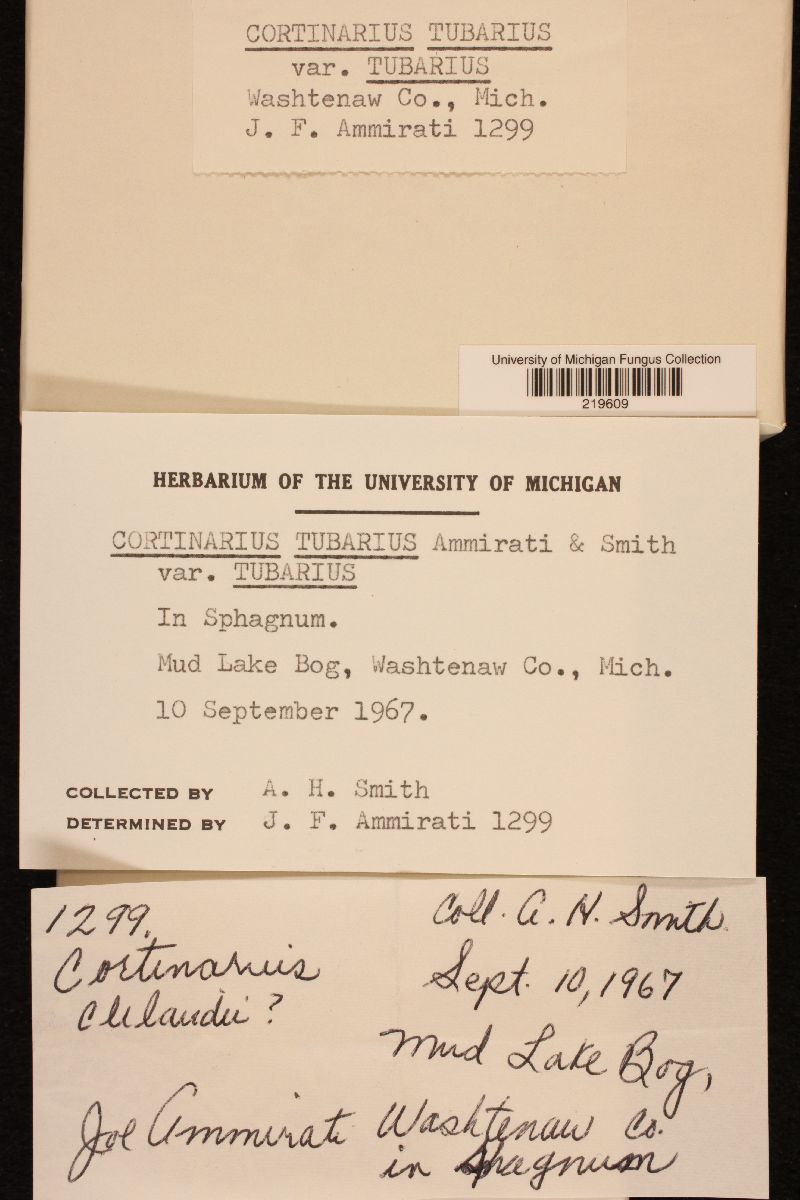 CORTINARIUS TUBARIUS
var. TUBARIUS
Washtenaw Co., Mich.
J. F. Ammirati 1299
University of Michigan Fungus Collection
219609
HERBARIUM OF THE UNIVERSITY OF MICHIGAN
CORTINARIUS TUBARIUS Ammirati & Smith
var. TUBARIUS
In Sphagnum.
Mud Lake Bog, Washtenaw Co., Mich.
10 September 1967.
COLLECTED BY A. H. Smith
DETERMINED BY J. F. Ammirati 1299
1299.
Cortinarius
clelandii ?
Joe Ammirati
Coll. A. H. Smith
Sept. 10, 1967
Mud Lake Bog,
Washtenaw Co.
in Sphagnum